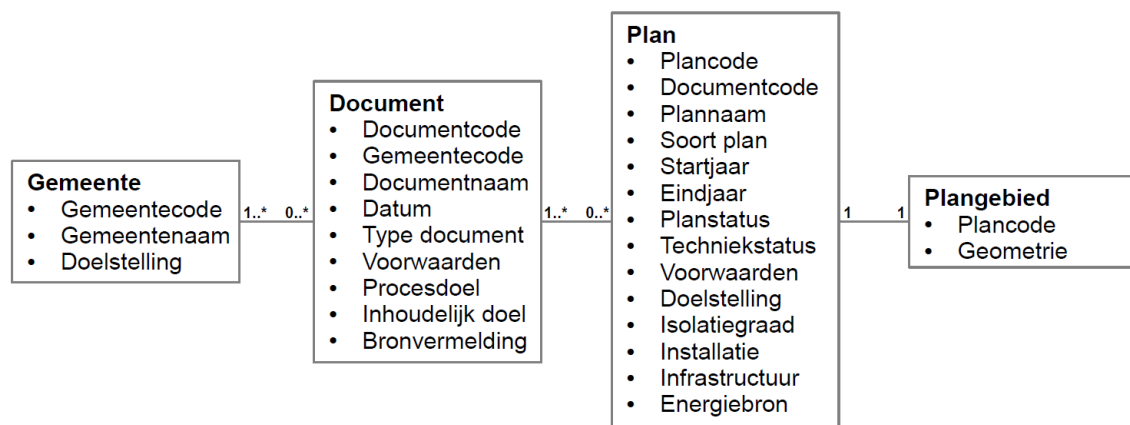 Gemeente
• Gemeentecode
• Gemeentenaam
• Doelstelling
1..* 0..*
Document
• Documentcode
• Gemeentecode
• Documentnaam
• Datum
• Type document
• Voorwaarden
• Procesdoel
• Inhoudelijk doel
• Bronvermelding
1..* 0..*
Plan
• Plancode
• Documentcode
• Plannaam
• Soort plan
• Startjaar
• Eindjaar
• Planstatus
• Techniekstatus
• Voorwaarden
• Doelstelling
• Isolatiegraad
• Installatie
• Infrastructuur
• Energiebron
1 1
Plangebied
• Plancode
• Geometrie